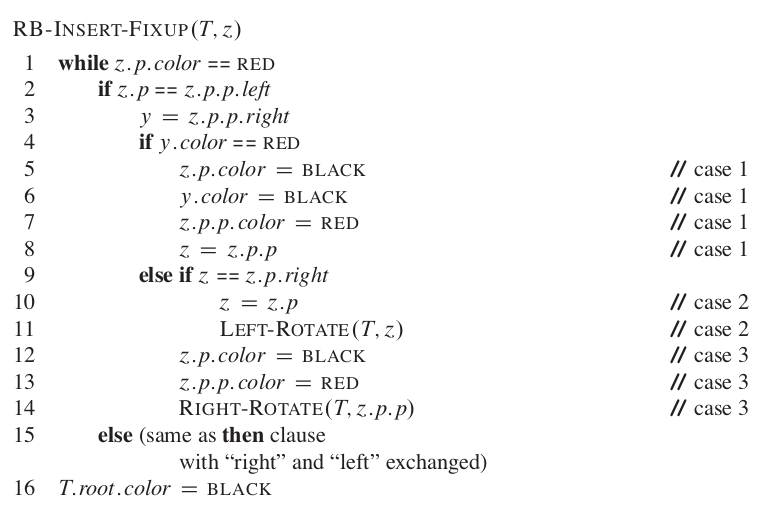 RB-INSERT-FIXUP(T, z)
1 while z.p.color == RED
2 if z.p == z.p.p.left
3 y = z.p.p.right
4 if y.color == RED
5 z.p.color = BLACK // case 1
6 y.color = BLACK // case 1
7 z.p.p.color = RED // case 1
8 z = z.p.p // case 1
9 else if z == z.p.right
10 z = z.p // case 2
11 LEFT-ROTATE(T, z) // case 2
12 z.p.color = BLACK // case 3
13 z.p.p.color = RED // case 3
14 RIGHT-ROTATE(T, z.p.p) // case 3
15 else (same as then clause
with “right” and “left” exchanged)
16 T.root.color = BLACK